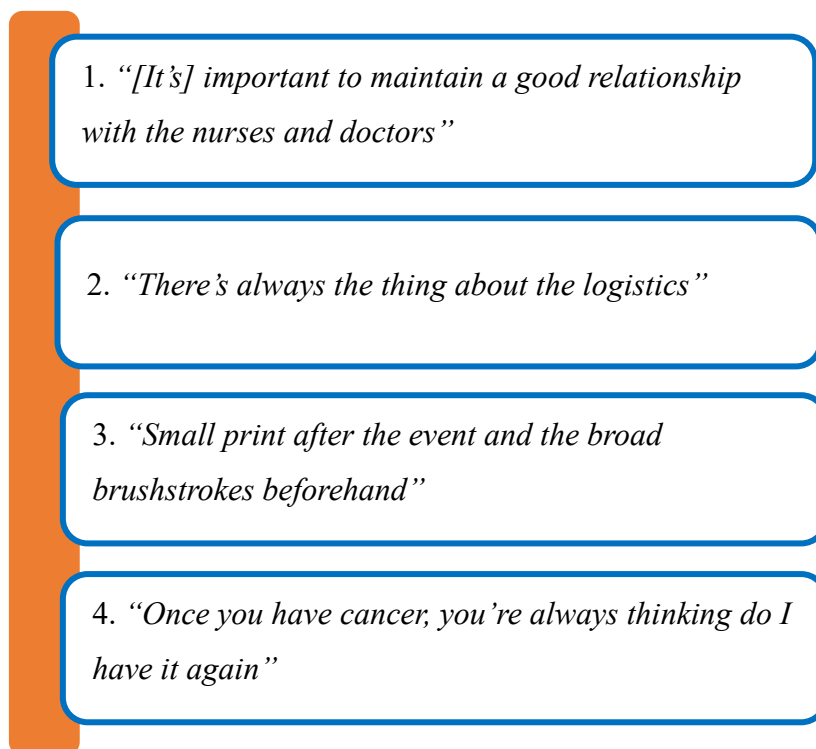 1. “[It’s] important to maintain a good relationship
with the nurses and doctors”
2. “There’s always the thing about the logistics”
3. “Small print after the event and the broad
brushstrokes beforehand”
4. “Once you have cancer, you’re always thinking do I
have it again”